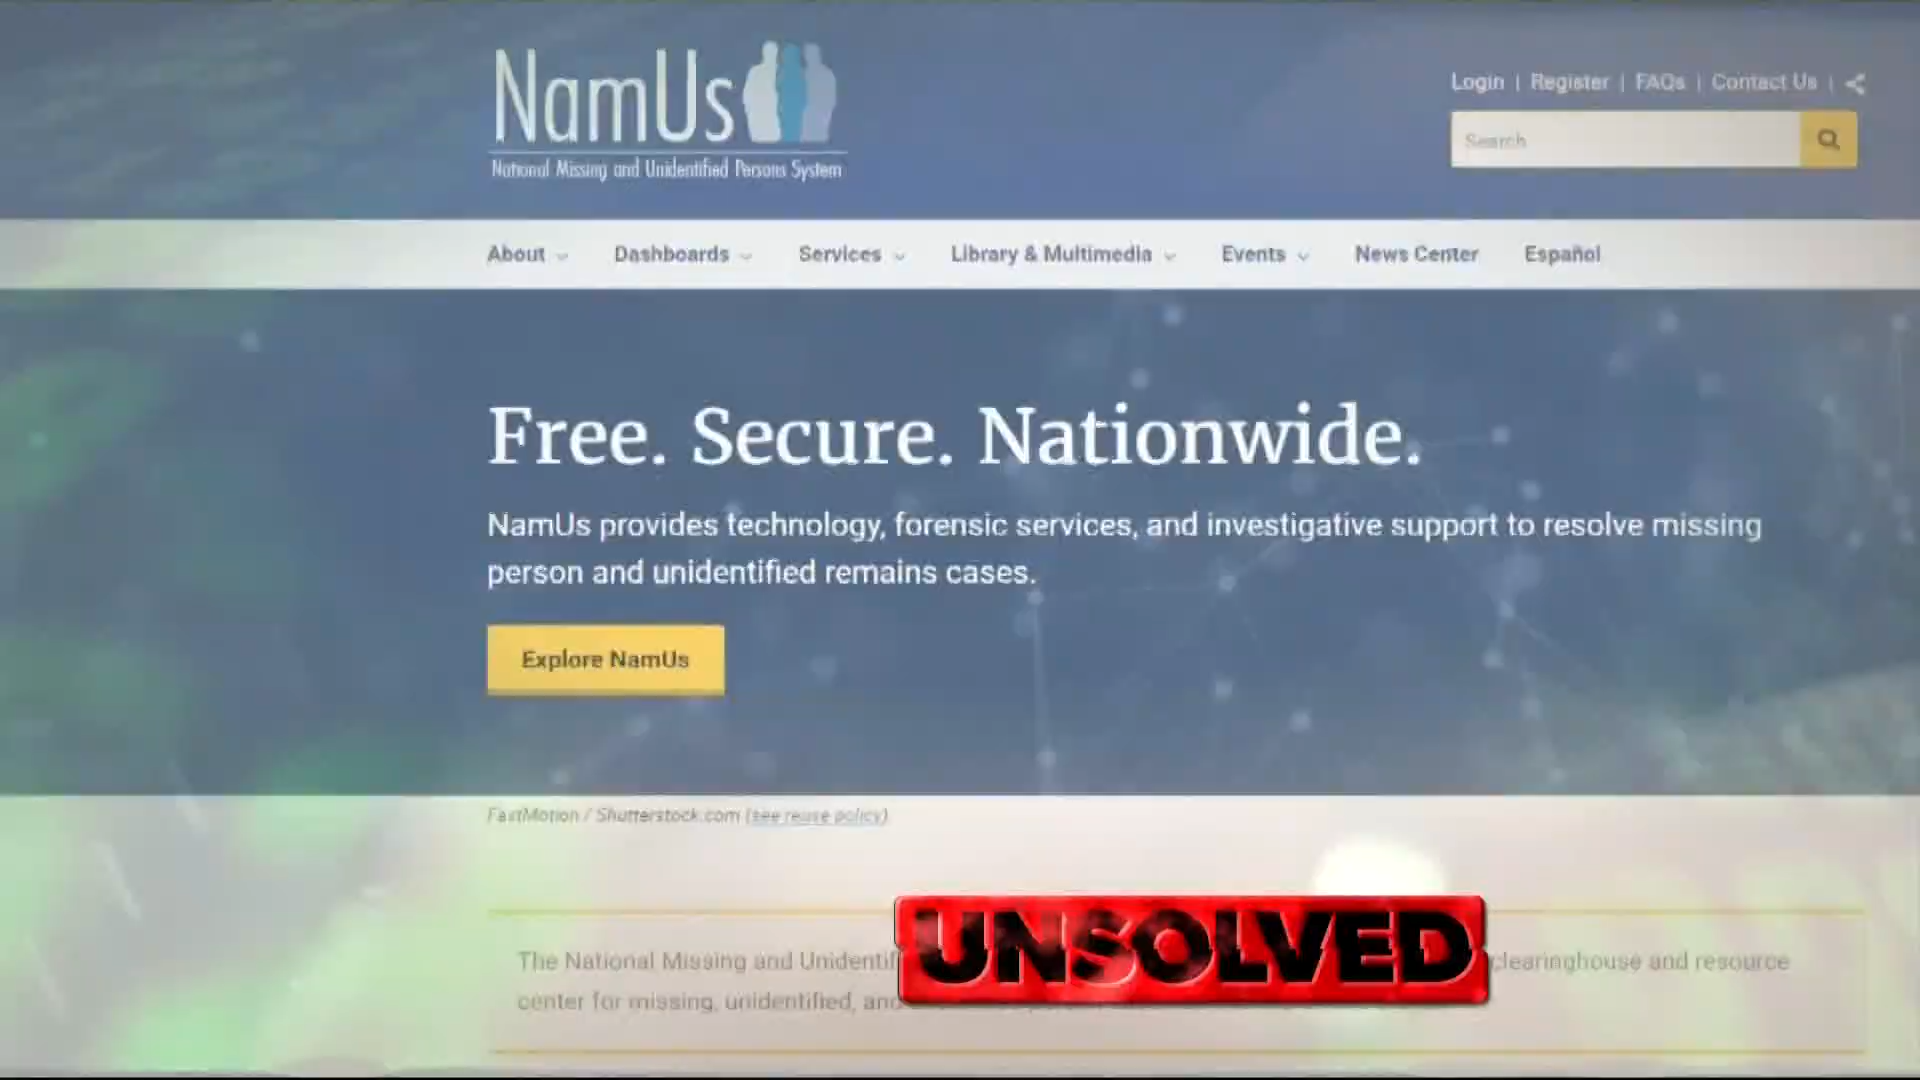 NamUs
National Missing and Unidentified Persons System
Login | Register | FAQs | Contact Us |
Search
About Dashboards Services Library & Multimedia Events News Center Español
Free. Secure. Nationwide.
NamUs provides technology, forensic services, and investigative support to resolve missing
person and unidentified remains cases.
Explore NamUs
FastMotion / Shutterstock.com (see reuse policy)
UNSOLVED
The National Missing and Unidentif clearinghouse and resource
center for missing, unidentified, and